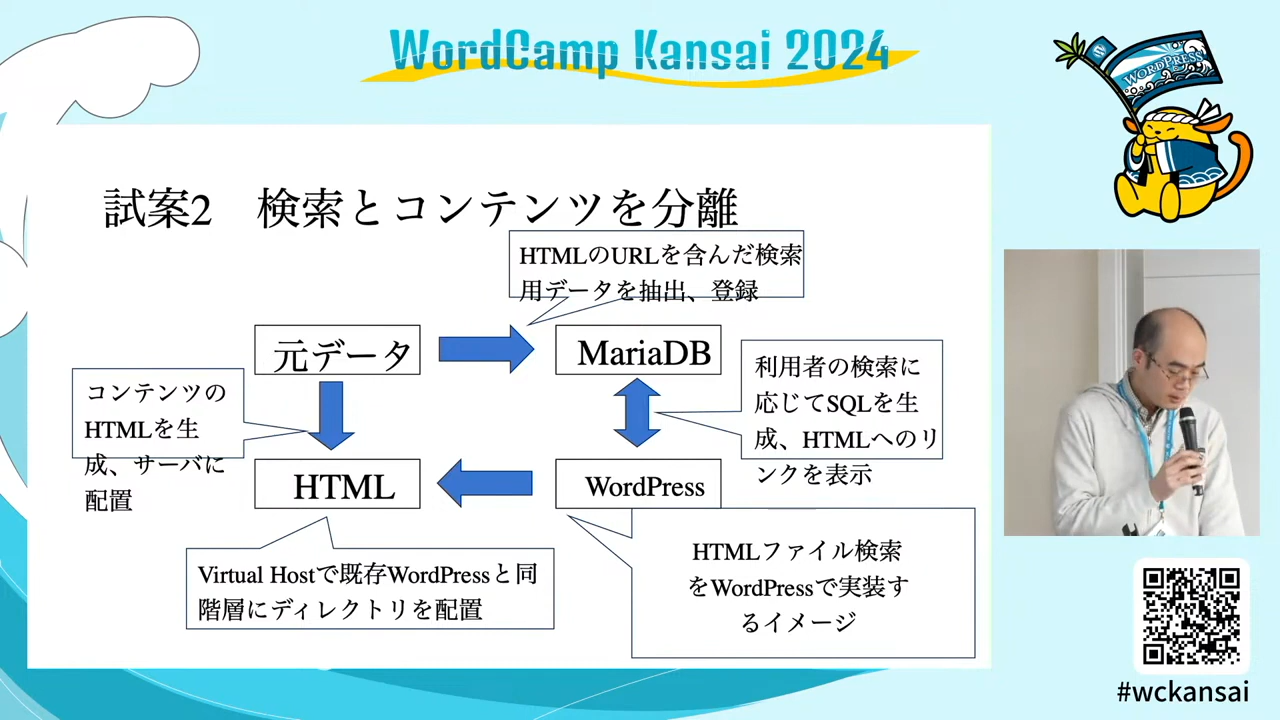 WordCamp Kansai 2024
WORDPRESS
試案2　検索とコンテンツを分離
HTMLのURLを含んだ検索
用データを抽出、登録
元データ
MariaDB
利用者の検索に
応じてSQLを生
成、HTMLへのリ
ンクを表示
コンテンツの
HTMLを生
成、サーバに
配置
HTML
WordPress
Virtual Hostで既存WordPressと同
階層にディレクトリを配置
HTMLファイル検索
をWordPressで実装す
るイメージ
#wckansai